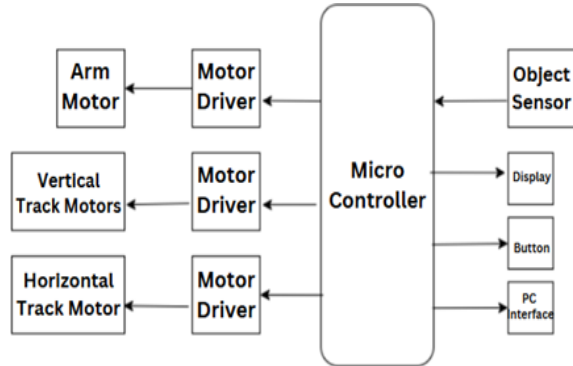 Arm
Motor
Motor
Driver
Object
Sensor
Vertical
Track Motors
Motor
Driver
Micro
Controller
Display
Button
Horizontal
Track Motor
Motor
Driver
PC
Interface